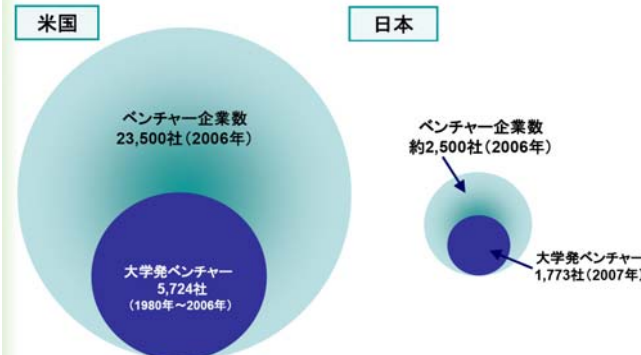 米国
ベンチャー企業数
23,500社(2006年)
大学発ベンチャー
5,724社
(1980年～2006年)
日本
ベンチャー企業数
約2,500社(2006年)
大学発ベンチャー
1,773社(2007年)